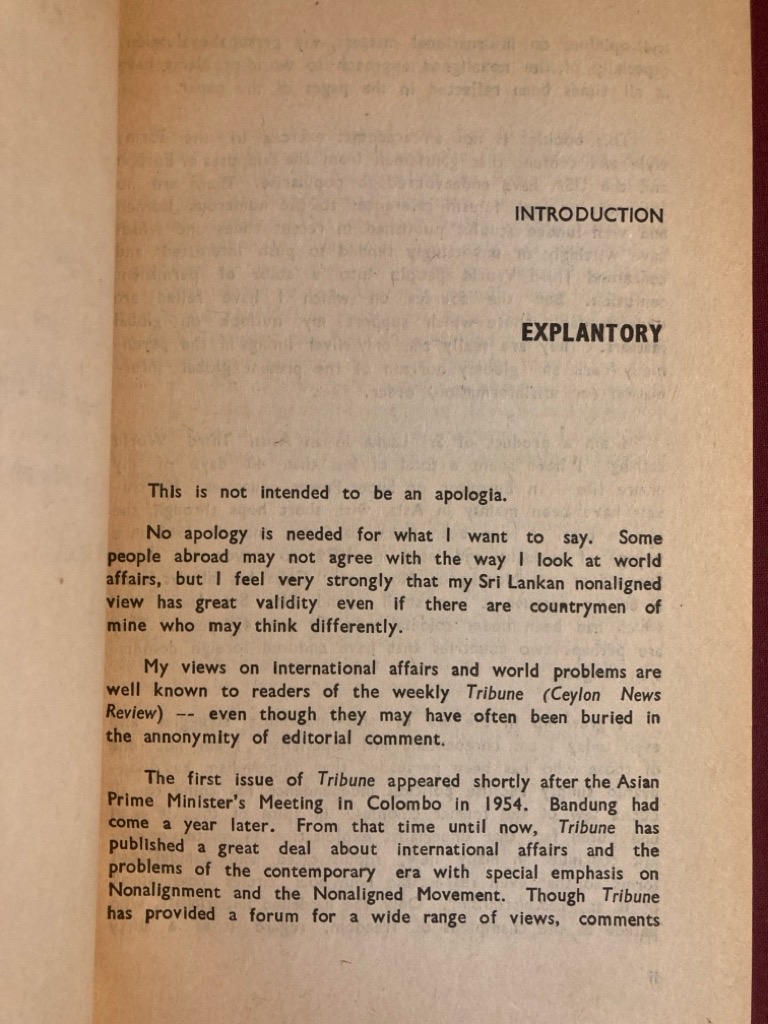 INTRODUCTION
EXPLANTORY
This is not intended to be an apologia.
No apology is needed for what I want to say. Some
people abroad may not agree with the way I look at world
affairs, but I feel very strongly that my Sri Lankan nonaligned
view has great validity even if there are countrymen of
mine who may think differently.
My views on international affairs and world problems are
well known to readers of the weekly Tribune (Ceylon News
Review) -- even though they may have often been buried in
the annonymity of editorial comment.
The first issue of Tribune appeared shortly after the Asian
Prime Minister's Meeting in Colombo in 1954. Bandung had
come a year later. From that time until now, Tribune has
published a great deal about international affairs and the
problems of the contemporary era with special emphasis on
Nonalignment and the Nonaligned Movement. Though Tribune
has provided a forum for a wide range of views, comments